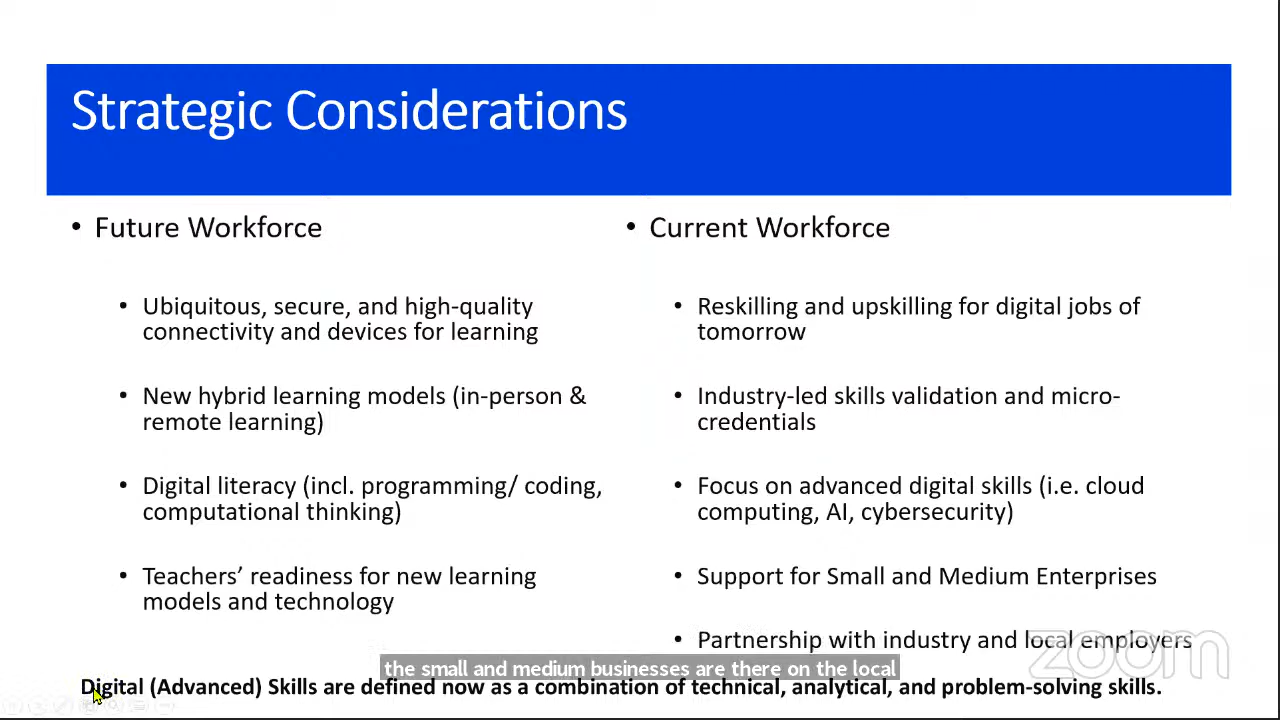 Strategic Considerations
• Future Workforce
• Ubiquitous, secure, and high-quality
connectivity and devices for learning
• New hybrid learning models (in-person &
remote learning)
• Digital literacy (incl. programming/ coding,
computational thinking)
• Teachers’ readiness for new learning
models and technology
• Current Workforce
• Reskilling and upskilling for digital jobs of
tomorrow
• Industry-led skills validation and micro-
credentials
• Focus on advanced digital skills (i.e. cloud
computing, AI, cybersecurity)
• Support for Small and Medium Enterprises
• Partnership with industry and local employers
zoom
the small and medium businesses are there on the local
Digital (Advanced) Skills are defined now as a combination of technical, analytical, and problem-solving skills.